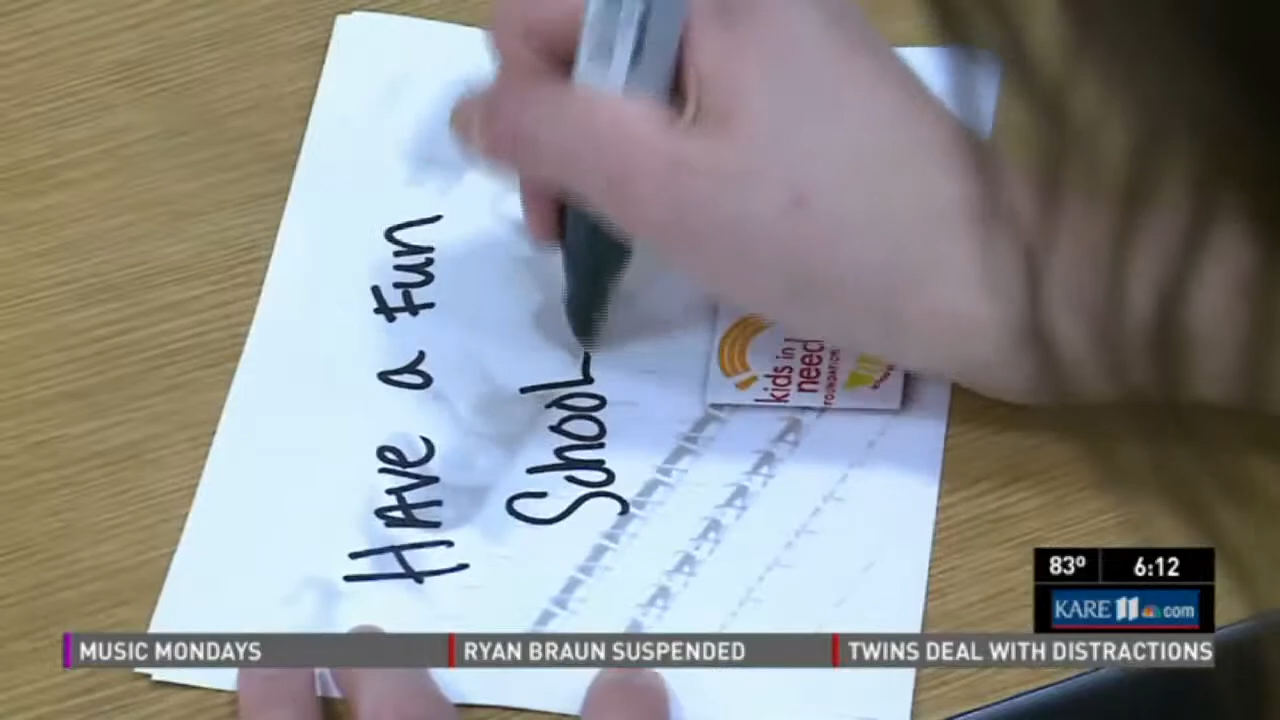 Have a Fun
School
kids in
need
FOUNDATION
83° 6:12
KARE 11 com
MUSIC MONDAYS RYAN BRAUN SUSPENDED TWINS DEAL WITH DISTRACTIONS